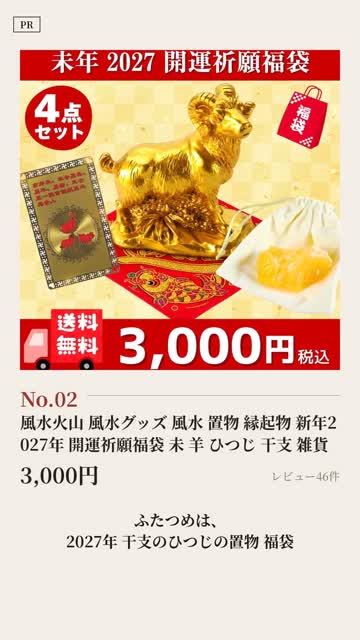 PR
未年 2027 開運祈願福袋
4点
セット
福袋
送料
無料
3,000円税込
No.02
風水火山 風水グッズ 風水 置物 縁起物 新年2
027年 開運祈願福袋 未 羊 ひつじ 干支 雑貨
3,000円
レビュー46件
ふたつめは、
2027年 干支のひつじの置物 福袋